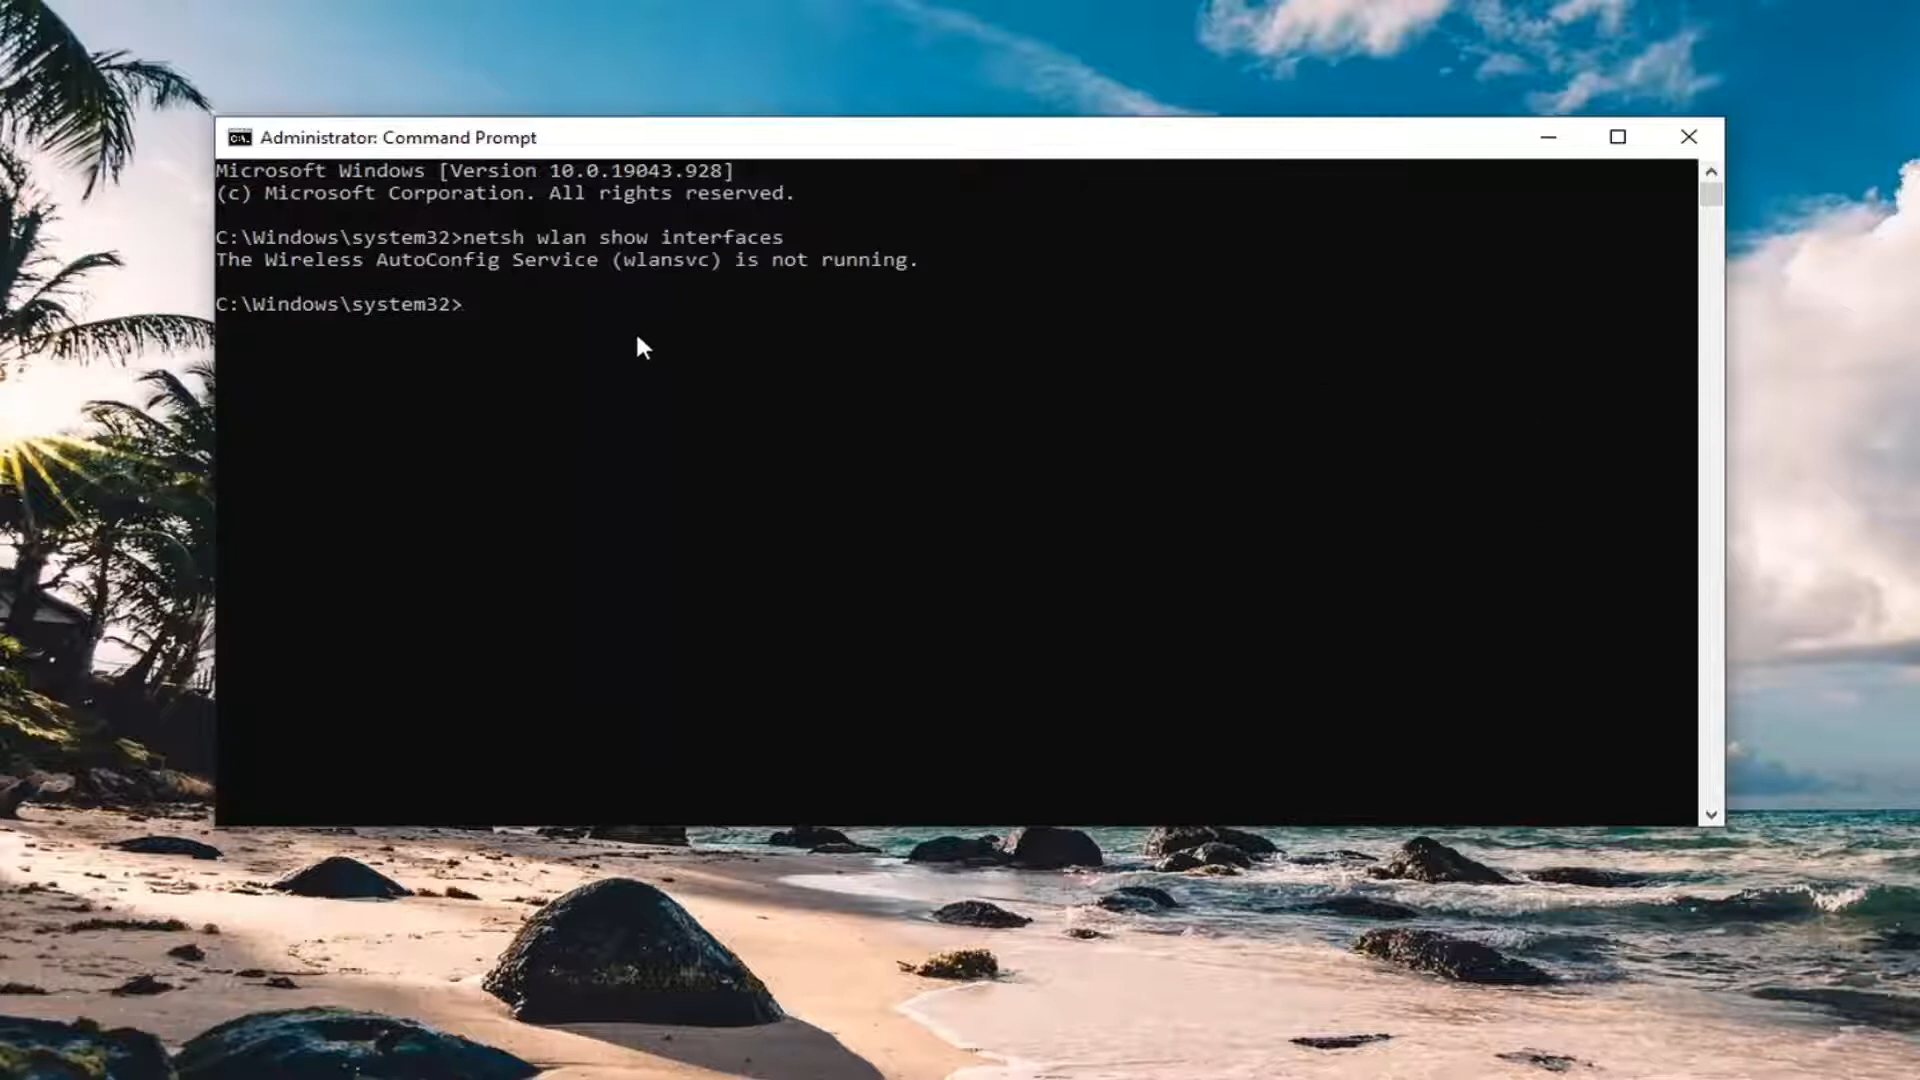 Administrator: Command Prompt
Microsoft Windows [Version 10.0.19043.928]
(c) Microsoft Corporation. All rights reserved.
C:\Windows\system32>netsh wlan show interfaces
The Wireless AutoConfig Service (wlansvc) is not running.
C:\Windows\system32>